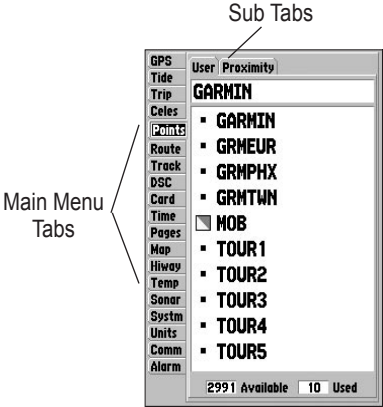 Sub Tabs
GPS
Tide
Trip
Celes
Points
Route
Track
DSC
Card
Time
Pages
Map
Hiway
Temp
Sonar
Systm
Units
Comm
Alarm
User Proximity
GARMIN
GARMIN
GRMEUR
GRMPHX
GRMTWN
MOB
TOUR1
TOUR2
TOUR3
TOUR4
TOUR5
2991 Available 10 Used
Main Menu
Tabs